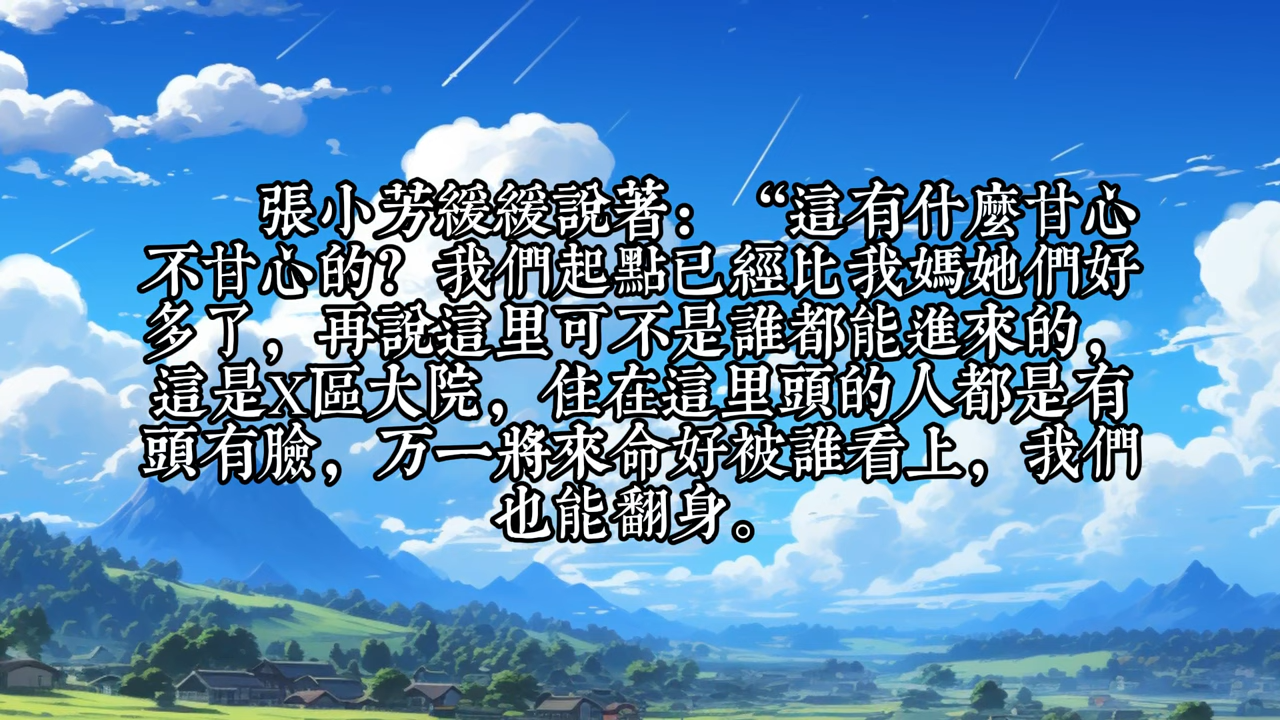 張小芳緩緩說著：“這有什麼甘心
不甘心的？我們起點已經比我媽她們好
多了，再說這里可不是誰都能進來的，
這是X區大院，住在這里頭的人都是有
頭有臉，万一將來命好被誰看上，我們
也能翻身。